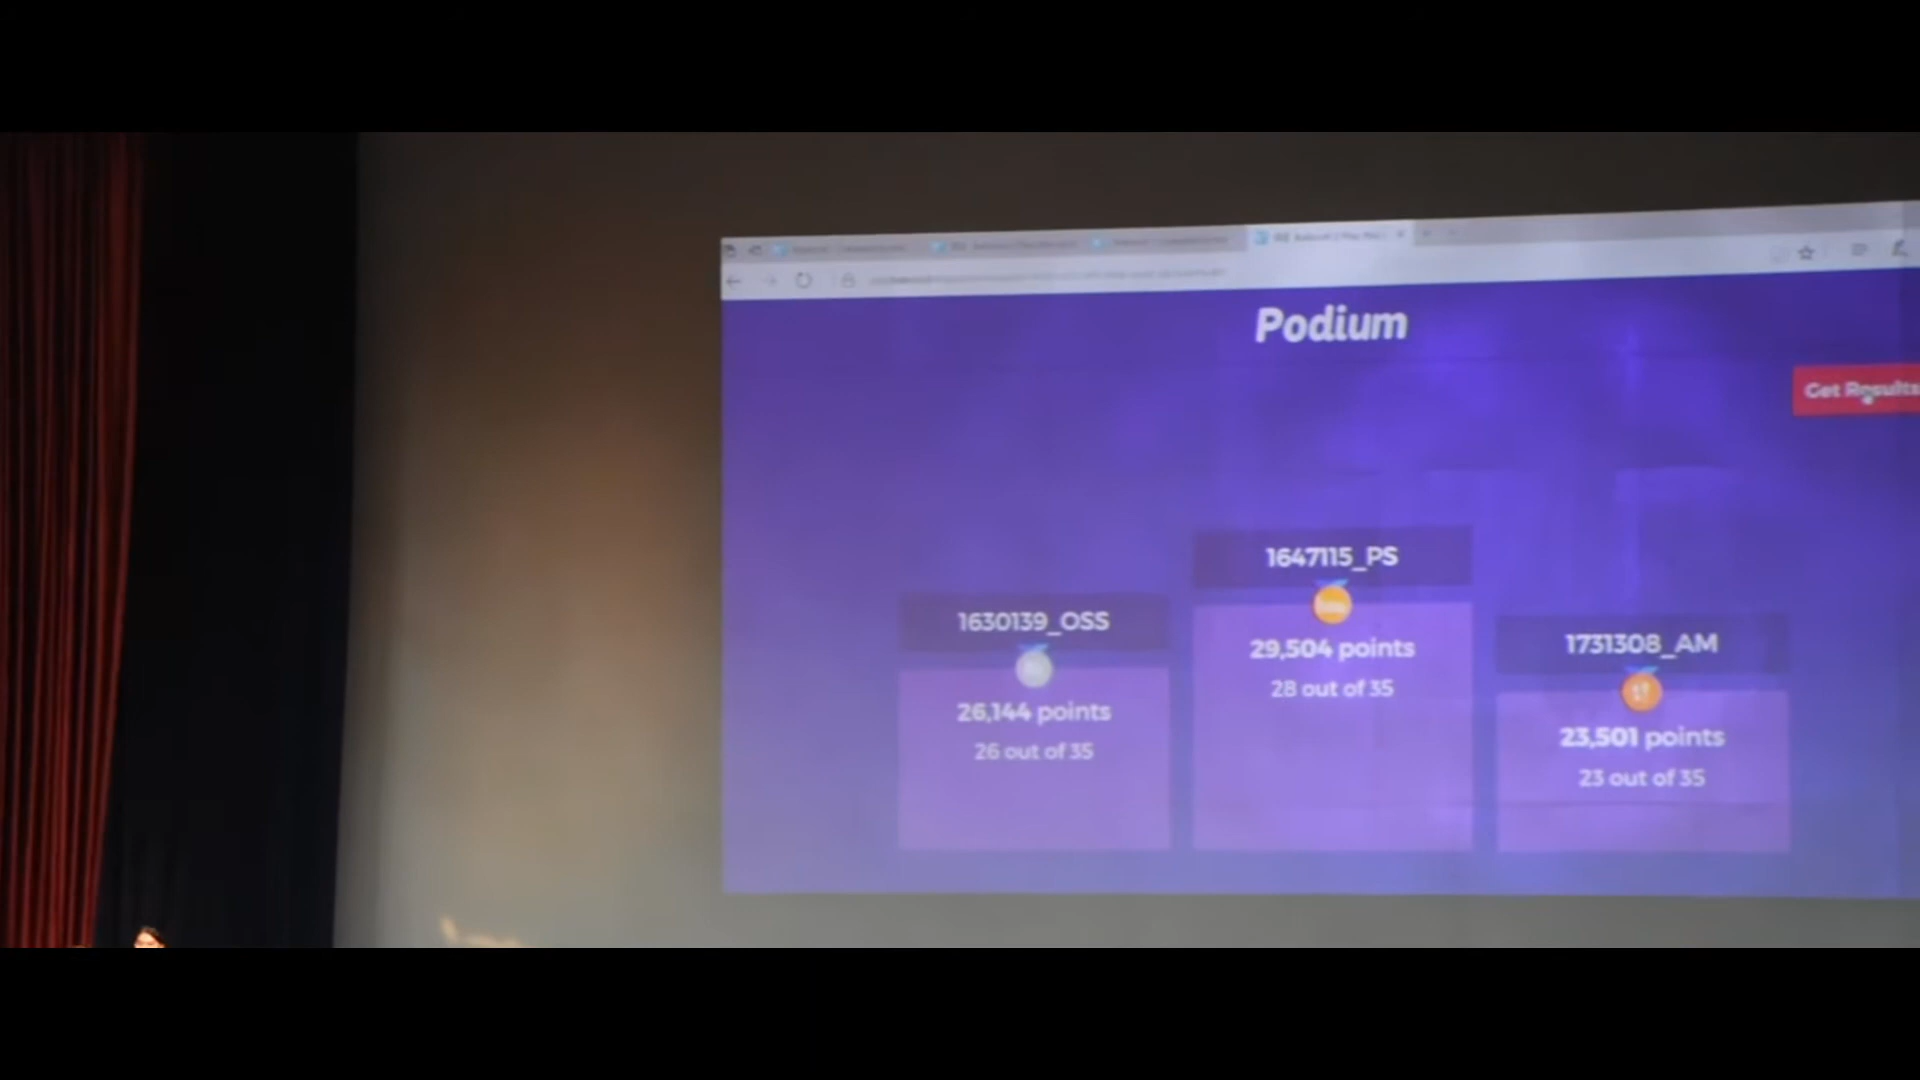 Podium
Get Results
1647115_PS
29,504 points
28 out of 35
1630139_OSS
26,144 points
26 out of 35
1731308_AM
23,501 points
23 out of 35